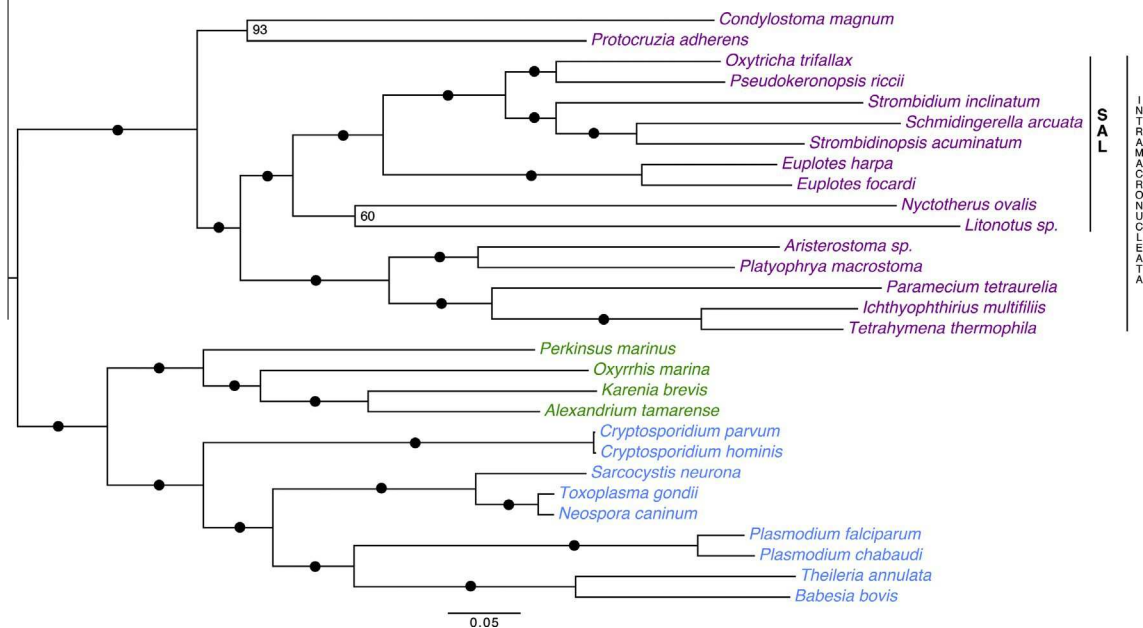 Condylostoma magnum
93
Protocruzia adherens
Oxytricha trifallax
Pseudokeronopsis riccii
Strombidium inclinatum
Schmidingerella arcuata
Strombidinopsis acuminatum
Euplotes harpa
Euplotes focardi
Nyctotherus ovalis
60
Litonotus sp.
Aristerostoma sp.
Platyophrya macrostoma
Paramecium tetraurelia
Ichthyophthirius multifiliis
Tetrahymena thermophila
SAL
INTRAMACRONUCLEATA
Perkinsus marinus
Oxyrrhis marina
Karenia brevis
Alexandrium tamarense
Cryptosporidium parvum
Cryptosporidium hominis
Sarcocystis neurona
Toxoplasma gondii
Neospora caninum
Plasmodium falciparum
Plasmodium chabaudi
Theileria annulata
Babesia bovis
0.05